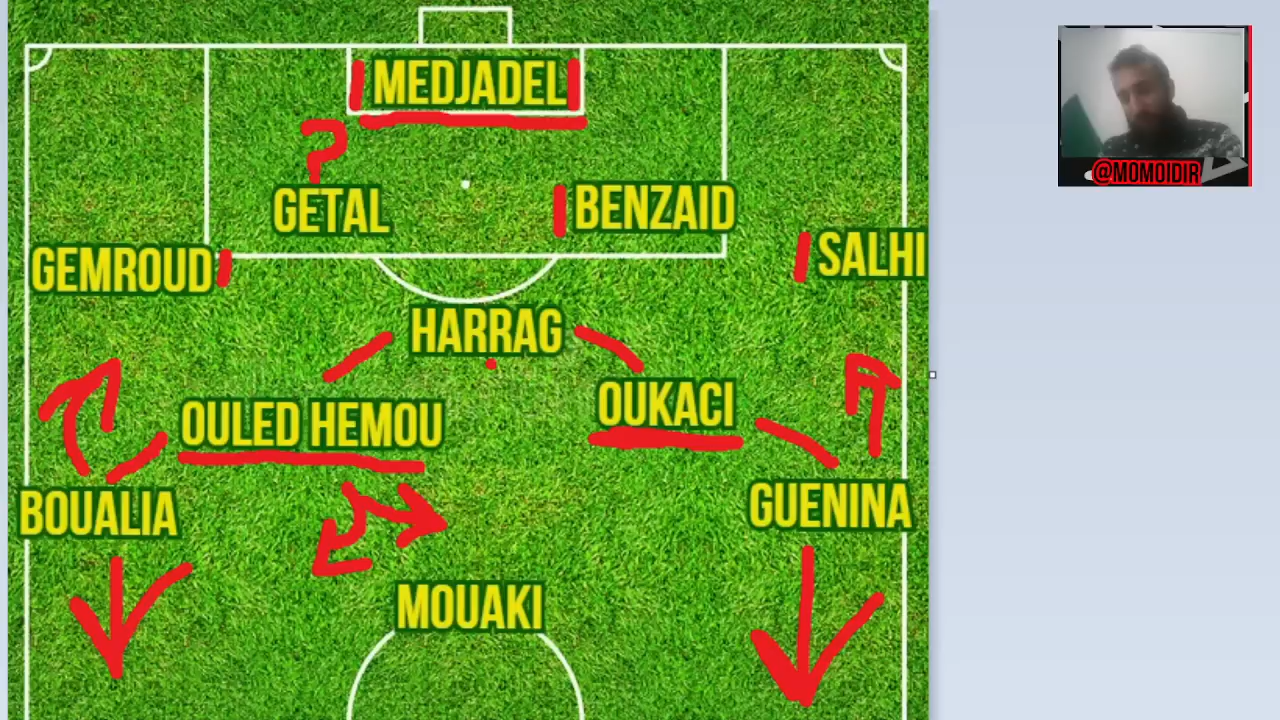 MEDJADEL
?
GETAL
BENZAID
GEMROUD
SALHI
HARRAG
OULED HEMOU
OUKACI
BOUALIA
GUENINA
MOUAKI
@MOMOIDIR